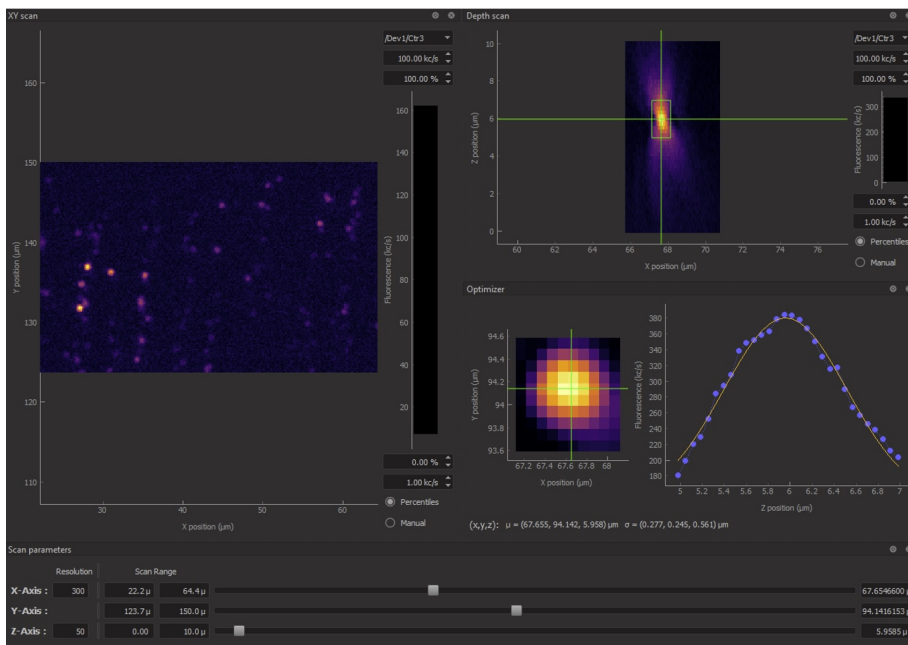 XY scan
/Dev1/Ctr3
100.00 kc/s
100.00 %
Y position (µm)
160
150
140
130
120
110
30
40
50
60
X position (µm)
Fluorescence (kc/s)
160
140
120
100
80
60
40
20
0.00 %
1.00 kc/s
Percentiles
Manual
Depth scan
/Dev1/Ctr3
100.00 kc/s
100.00 %
Z position (µm)
10
8
6
4
2
0
60
62
64
66
68
70
72
74
76
X position (µm)
Fluorescence (kc/s)
300
200
100
0
0.00 %
1.00 kc/s
Percentiles
Manual
Optimizer
Y position (µm)
94.6
94.4
94.2
94
93.8
93.6
67.2
67.4
67.6
67.8
68
X position (µm)
Fluorescence (kc/s)
380
360
340
320
300
280
260
240
220
200
180
5
5.2
5.4
5.6
5.8
6
6.2
6.4
6.6
6.8
7
Z position (µm)
(x,y,z): µ = (67.655, 94.142, 5.958) µm σ = (0.277, 0.245, 0.561) µm
Scan parameters
Resolution Scan Range
X-Axis : 300 22.2 µ 64.4 µ 67.6546600 µ
Y-Axis : 123.7 µ 150.0 µ 94.1416153 µ
Z-Axis : 50 0.00 10.0 µ 5.9585 µ